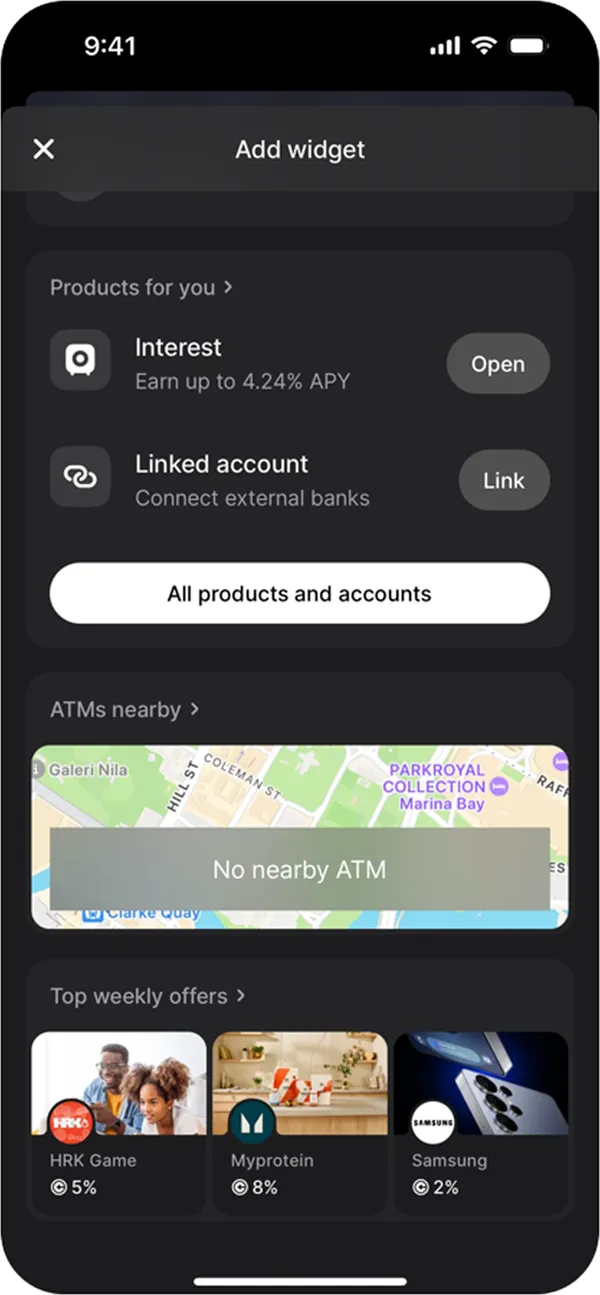 9:41
Add widget
Products for you
Interest
Earn up to 4.24% APY
Open
Linked account
Connect external banks
Link
All products and accounts
ATMs nearby
Galeri Nila
HILL ST
COLEMAN ST
PARKROYAL
COLLECTION
Marina Bay
RAFF
No nearby ATM
ES
Clarke Quay
Top weekly offers
HRK
SAMSUNG
HRK Game
5%
Myprotein
8%
Samsung
2%